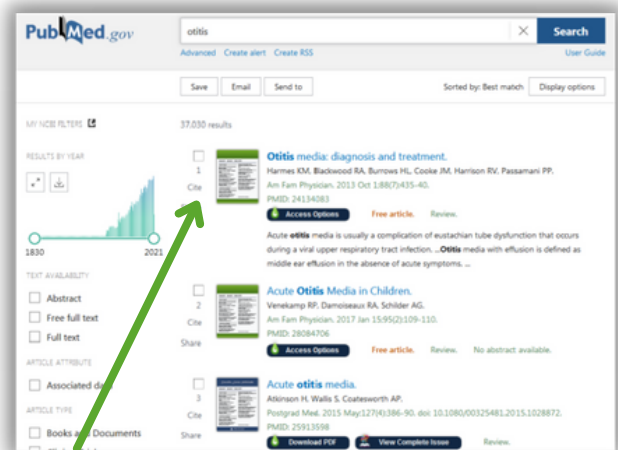 PubMed.gov
otitis
Search
Advanced Create alert Create RSS
User Guide
Save Email Send to
Sorted by: Best match Display options
MY NCBI FILTERS
37,030 results
RESULTS BY YEAR
1830 2021
TEXT AVAILABILITY
Abstract
Free full text
Full text
ARTICLE ATTRIBUTE
Associated
ARTICLE TYPE
Books and Documents
1
Cite
Otitis media: diagnosis and treatment.
Harmes KM, Blackwood RA, Burrows HL, Cooke JM, Harrison RV, Passamani PP.
Am Fam Physician. 2013 Oct 1;88(7):435-40.
PMID: 24134083
Access Options Free article. Review.
Acute otitis media is usually a complication of eustachian tube dysfunction that occurs
during a viral upper respiratory tract infection. ...Otitis media with effusion is defined as
middle ear effusion in the absence of acute symptoms. ...
2
Cite
Share
Acute Otitis Media in Children.
Venekamp RP, Damoiseaux RA, Schilder AG.
Am Fam Physician. 2017 Jan 15;95(2):109-110.
PMID: 28084706
Access Options Free article. Review. No abstract available.
3
Cite
Share
Acute otitis media.
Atkinson H, Wallis S, Coatesworth AP.
Postgrad Med. 2015 May;127(4):386-90. doi: 10.1080/00325481.2015.1028872.
PMID: 25913598
Download PDF View Complete Issue Review.